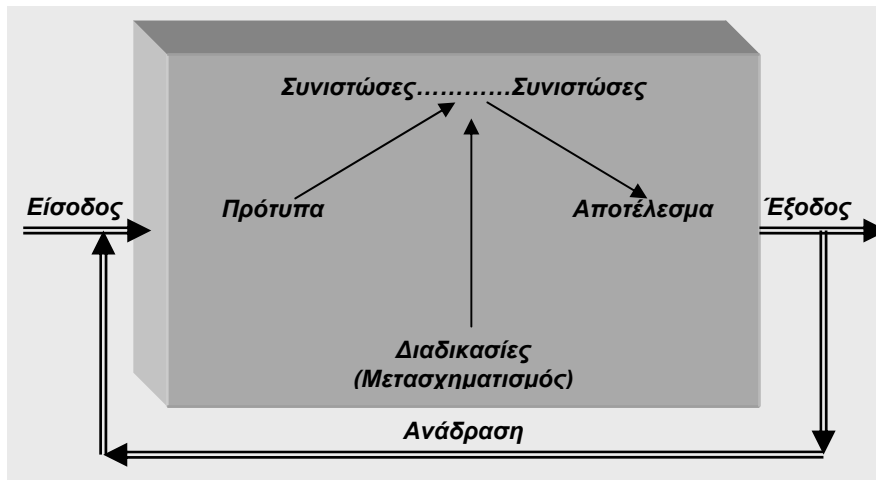 Συνιστώσες…………Συνιστώσες
Είσοδος
Πρότυπα
Αποτέλεσμα
Έξοδος
Διαδικασίες
(Μετασχηματισμός)
Ανάδραση